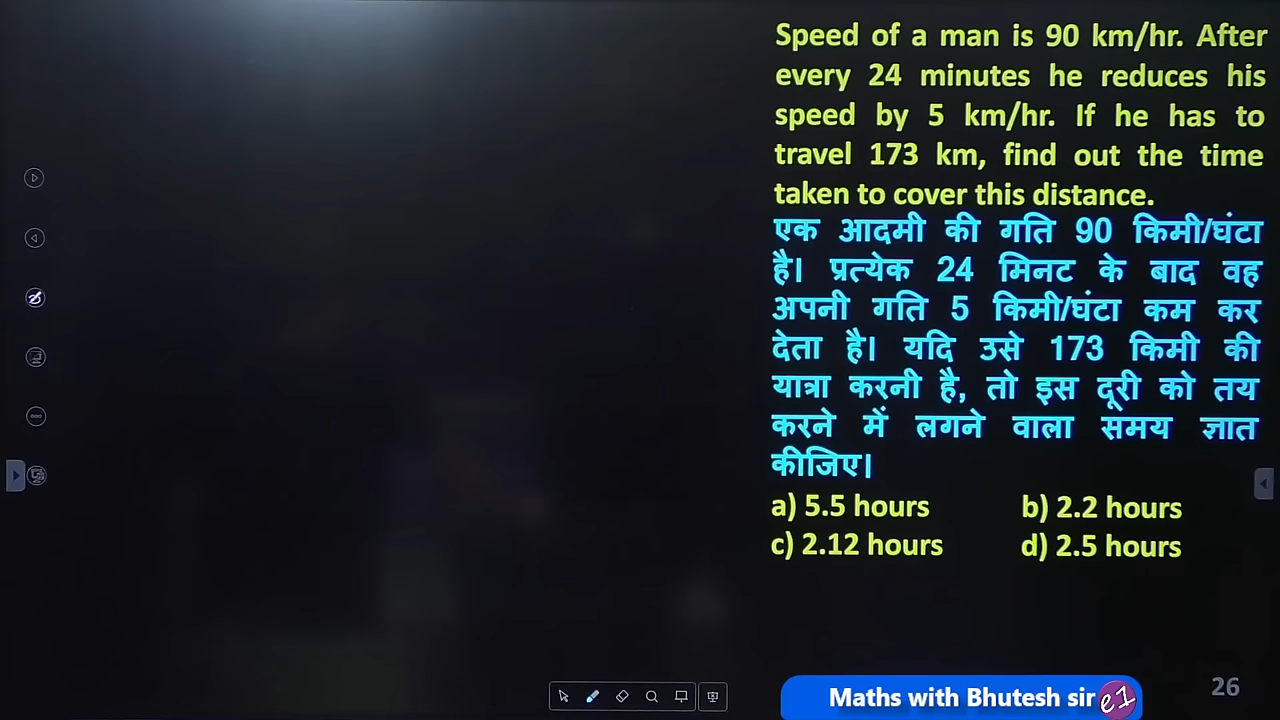 Speed of a man is 90 km/hr. After
every 24 minutes he reduces his
speed by 5 km/hr. If he has to
travel 173 km, find out the time
taken to cover this distance.
एक आदमी की गति 90 किमी/घंटा
है। प्रत्येक 24 मिनट के बाद वह
अपनी गति 5 किमी/घंटा कम कर
देता है। यदि उसे 173 किमी की
यात्रा करनी है, तो इस दूरी को तय
करने में लगने वाला समय ज्ञात
कीजिए।
a) 5.5 hours b) 2.2 hours
c) 2.12 hours d) 2.5 hours
Maths with Bhutesh sir e1
26